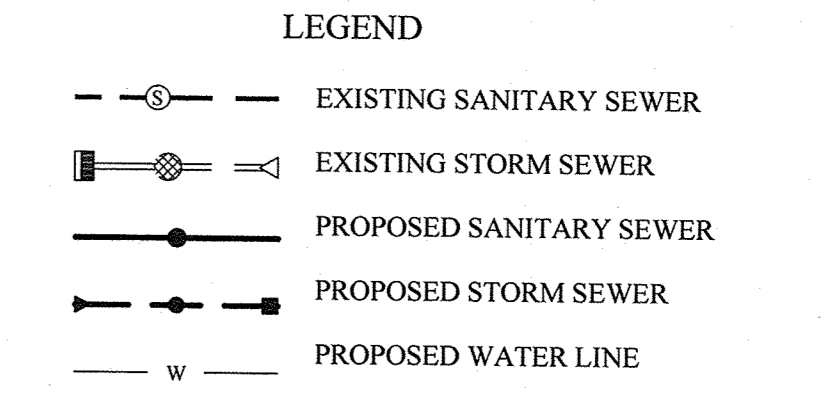 LEGEND
S EXISTING SANITARY SEWER
EXISTING STORM SEWER
PROPOSED SANITARY SEWER
PROPOSED STORM SEWER
W PROPOSED WATER LINE